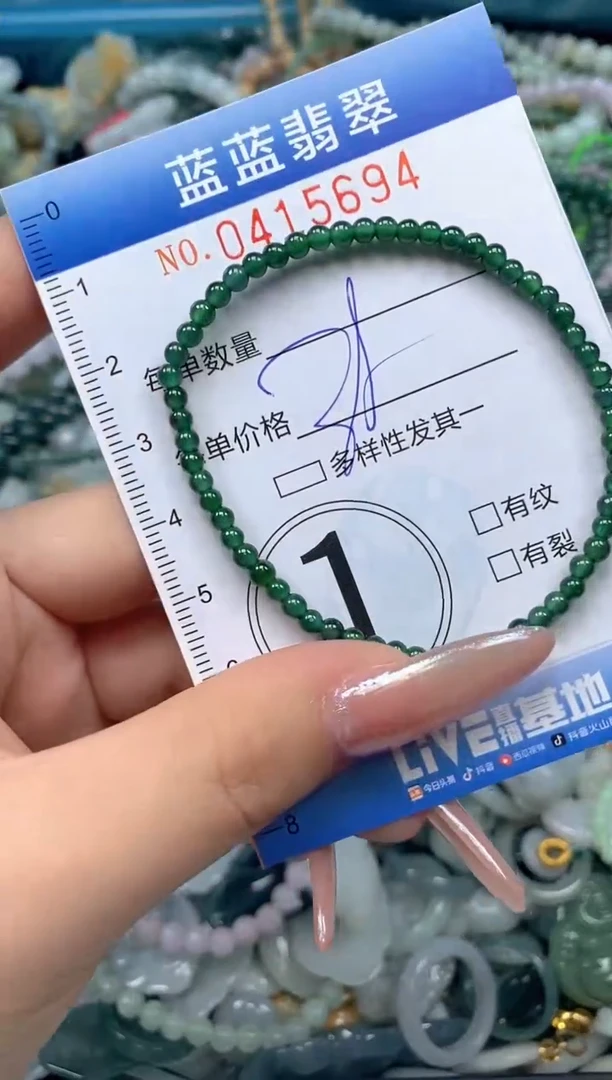 蓝蓝翡翠
NO.0415694
每单数量
每单价格
多样性发其一
有纹
有裂
1
LiVE直播基地
今日头条 抖音 西瓜视频 抖音火山
0
1
2
3
4
5
8